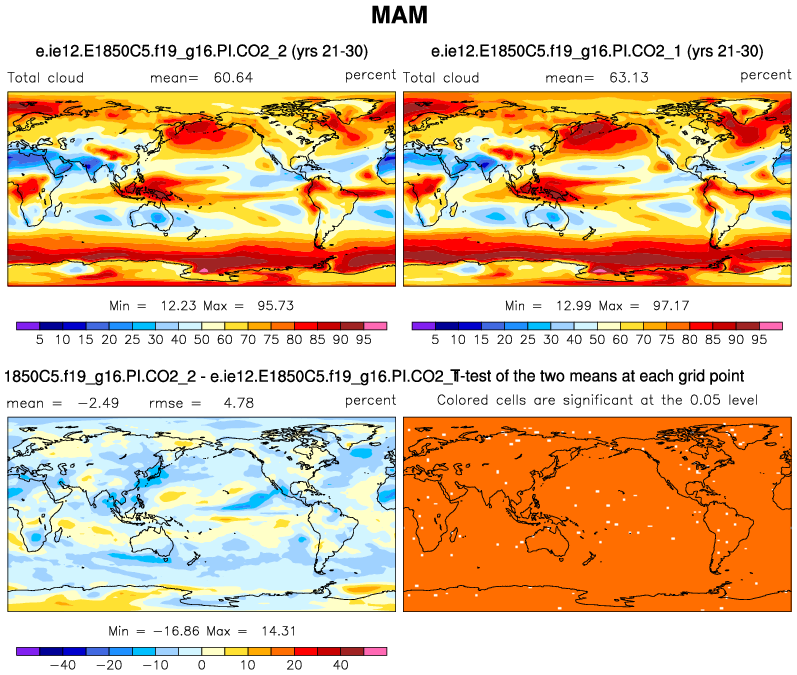 MAM
e.ie12.E1850C5.f19_g16.PI.CO2_2 (yrs 21-30)
Total cloud mean= 60.64 percent
Min = 12.23 Max = 95.73
5 10 15 20 25 30 40 50 60 70 80 85 90 95
e.ie12.E1850C5.f19_g16.PI.CO2_1 (yrs 21-30)
Total cloud mean= 63.13 percent
Min = 12.99 Max = 97.17
5 10 15 20 25 30 40 50 60 70 80 85 90 95
1850C5.f19_g16.PI.CO2_2 - e.ie12.E1850C5.f19_g16.PI.CO2_
mean = -2.49 rmse = 4.78 percent
Min = -16.86 Max = 14.31
-40 -20 -10 0 10 20 40
T-test of the two means at each grid point
Colored cells are significant at the 0.05 level